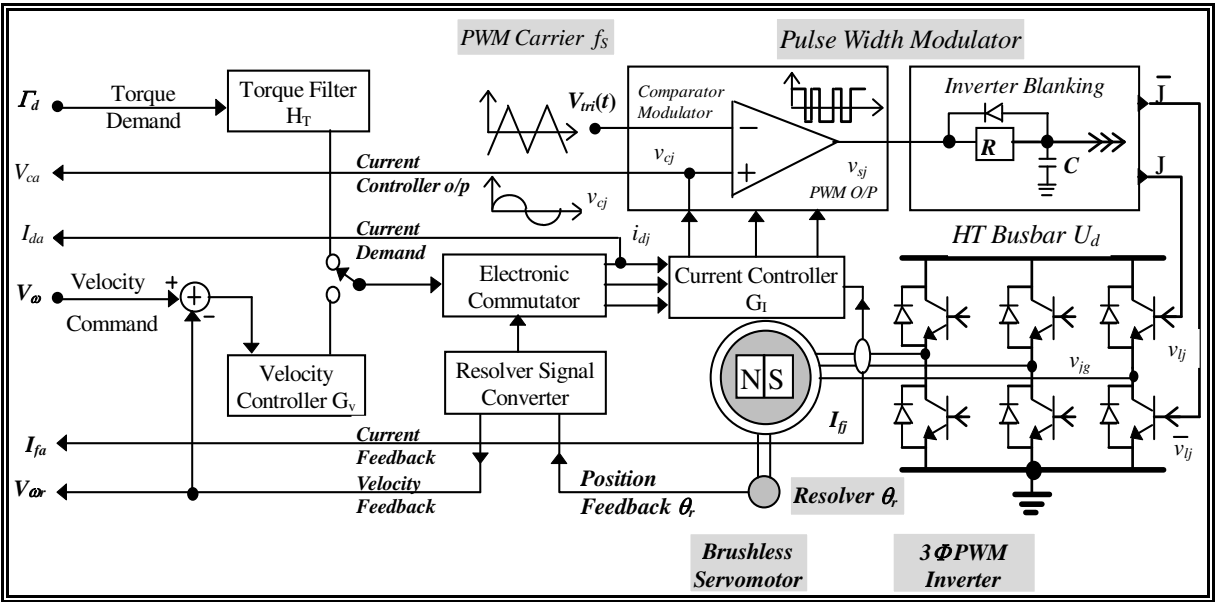 PWM Carrier fS
Pulse Width Modulator
Γd
Torque
Demand
Torque Filter
HT
Vtri(t)
Comparator
Modulator
−
+
vcj
vsj
PWM O/P
Inverter Blanking
R
C
J̅
J
Vca
Current
Controller o/p
vcj
Ida
Current
Demand
idj
HT Busbar Ud
Electronic
Commutator
Current Controller
GI
Vω
Velocity
Command
+
+
−
Velocity
Controller Gv
Resolver Signal
Converter
N S
vjg
vlj
v̅lj
Ifj
Ifa
Current
Feedback
Vωr
Velocity
Feedback
Position
Feedback θr
Resolver θr
Brushless
Servomotor
3ΦPWM
Inverter